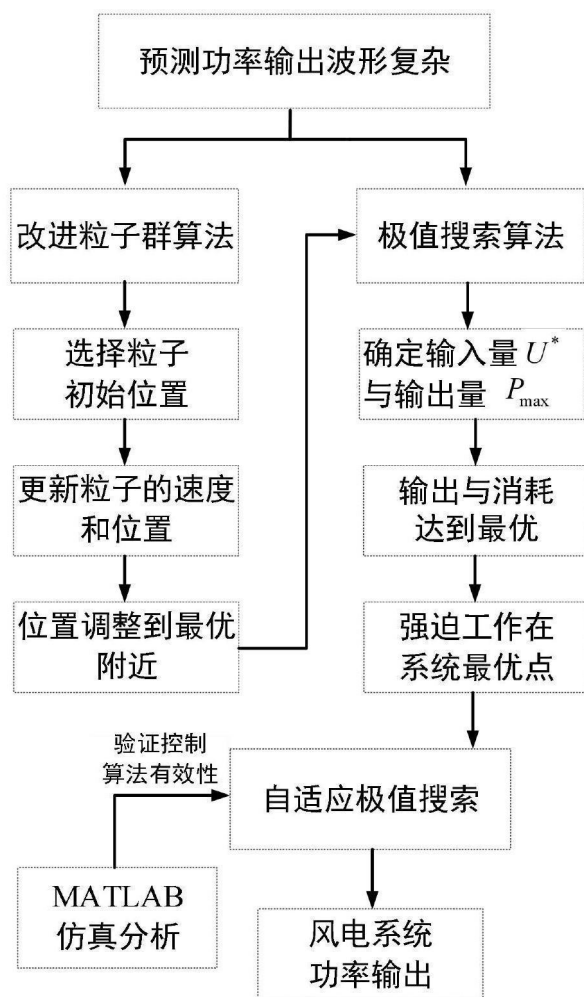 预测功率输出波形复杂
改进粒子群算法
选择粒子
初始位置
更新粒子的速度
和位置
位置调整到最优
附近
极值搜索算法
确定输入量 U*
与输出量 Pmax
输出与消耗
达到最优
强迫工作在
系统最优点
验证控制
算法有效性
自适应极值搜索
MATLAB
仿真分析
风电系统
功率输出